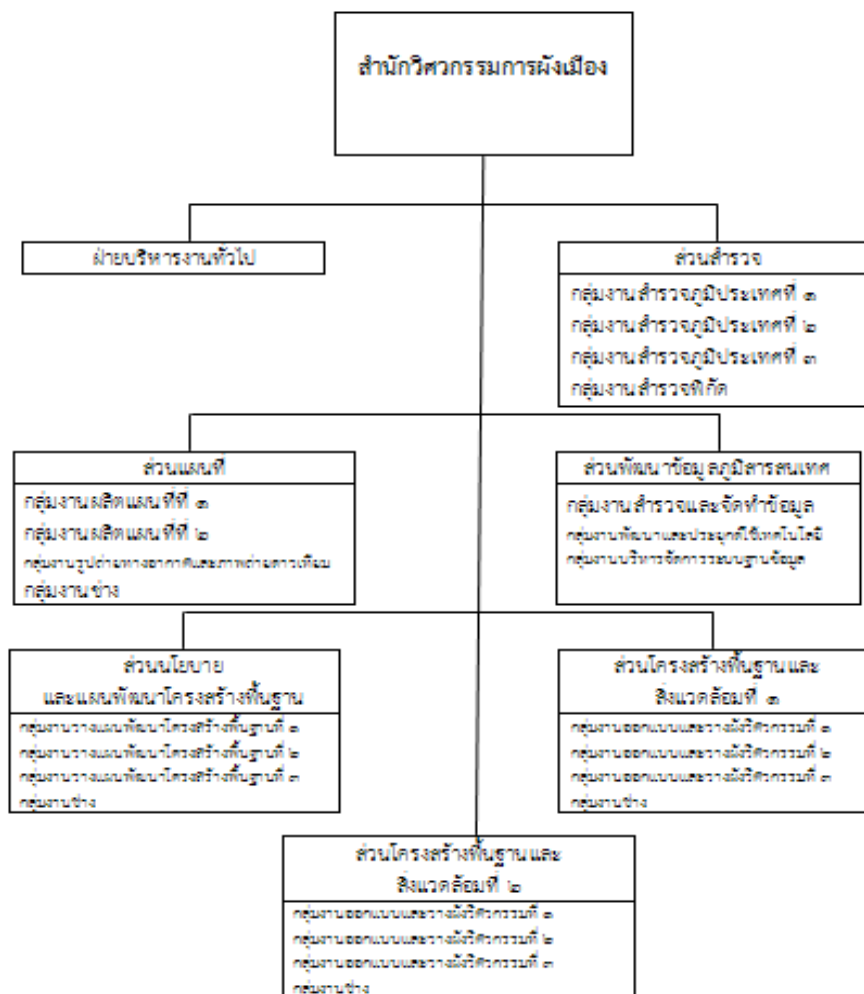 สำนักวิศวกรรมการผังเมือง
ฝ่ายบริหารงานทั่วไป
ส่วนสำรวจ
กลุ่มงานสำรวจภูมิประเทศที่ ๑
กลุ่มงานสำรวจภูมิประเทศที่ ๒
กลุ่มงานสำรวจภูมิประเทศที่ ๓
กลุ่มงานสำรวจพิกัด
ส่วนแผนที่
กลุ่มงานผลิตแผนที่ที่ ๑
กลุ่มงานผลิตแผนที่ที่ ๒
กลุ่มงานรูปถ่ายทางอากาศและภาพถ่ายดาวเทียม
กลุ่มงานช่าง
ส่วนพัฒนาข้อมูลภูมิสารสนเทศ
กลุ่มงานสำรวจและจัดทำข้อมูล
กลุ่มงานพัฒนาและประยุกต์ใช้เทคโนโลยี
กลุ่มงานบริหารจัดการระบบฐานข้อมูล
ส่วนนโยบาย
และแผนพัฒนาโครงสร้างพื้นฐาน
กลุ่มงานวางแผนพัฒนาโครงสร้างพื้นฐานที่ ๑
กลุ่มงานวางแผนพัฒนาโครงสร้างพื้นฐานที่ ๒
กลุ่มงานวางแผนพัฒนาโครงสร้างพื้นฐานที่ ๓
กลุ่มงานช่าง
ส่วนโครงสร้างพื้นฐานและ
สิ่งแวดล้อมที่ ๑
กลุ่มงานออกแบบและวางผังวิศวกรรมที่ ๑
กลุ่มงานออกแบบและวางผังวิศวกรรมที่ ๒
กลุ่มงานออกแบบและวางผังวิศวกรรมที่ ๓
กลุ่มงานช่าง
ส่วนโครงสร้างพื้นฐานและ
สิ่งแวดล้อมที่ ๒
กลุ่มงานออกแบบและวางผังวิศวกรรมที่ ๑
กลุ่มงานออกแบบและวางผังวิศวกรรมที่ ๒
กลุ่มงานออกแบบและวางผังวิศวกรรมที่ ๓
กลุ่มงานช่าง